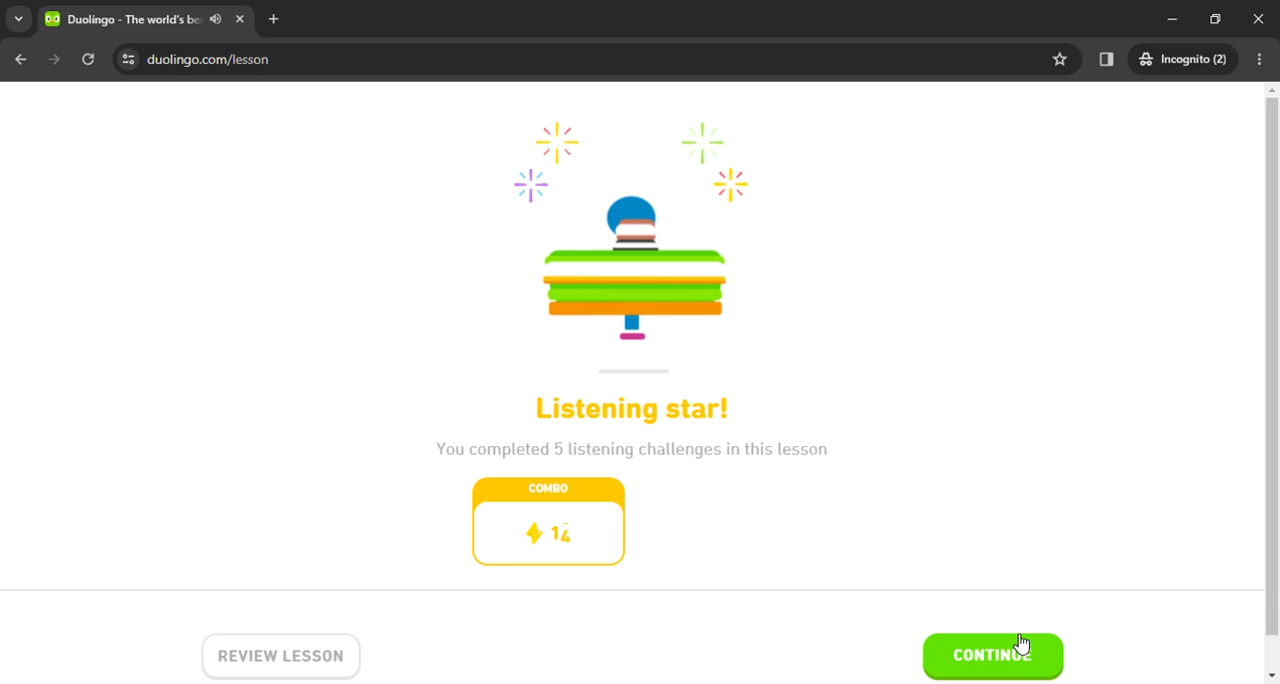 Duolingo - The world's be
duolingo.com/lesson
Incognito (2)
Listening star!
You completed 5 listening challenges in this lesson
COMBO
REVIEW LESSON
CONTINUE